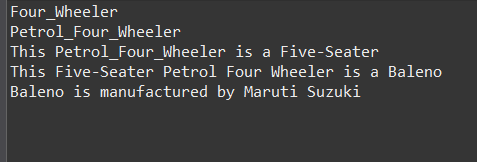 Four_Wheeler
Petrol_Four_Wheeler
This Petrol_Four_Wheeler is a Five-Seater
This Five-Seater Petrol Four Wheeler is a Baleno
Baleno is manufactured by Maruti Suzuki